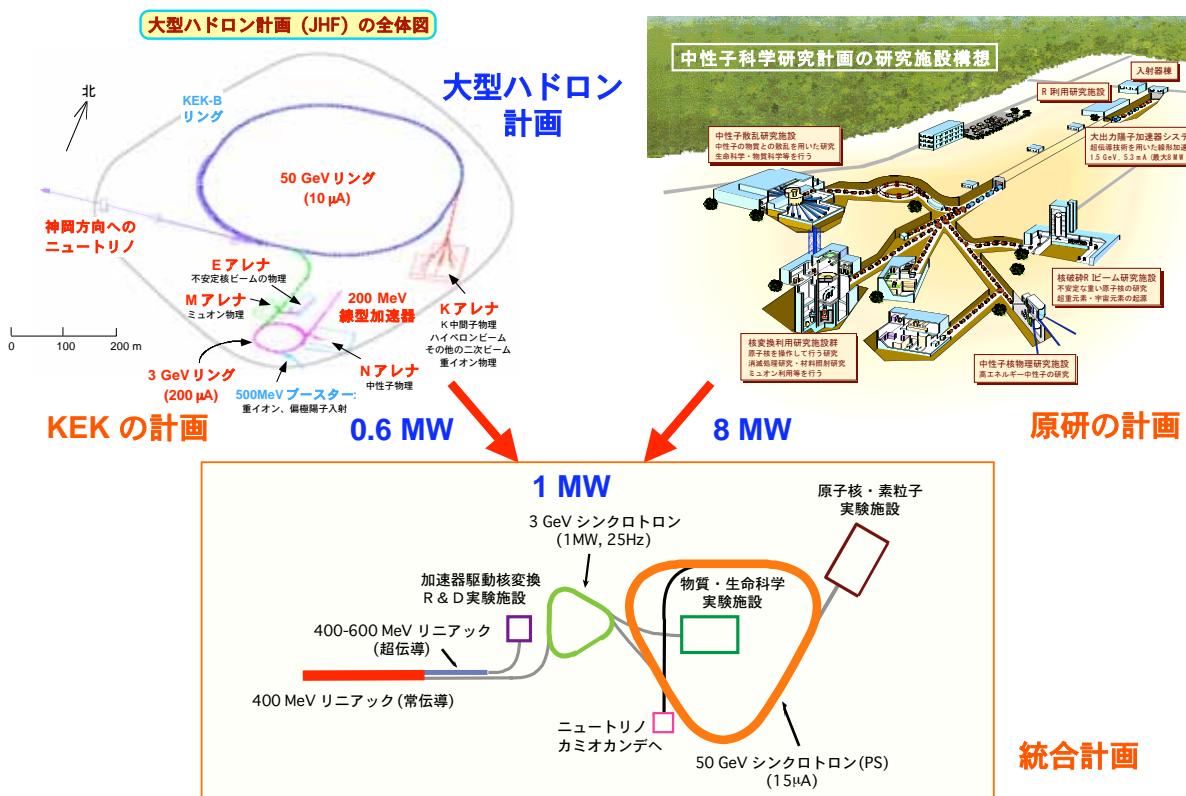 大型ハドロン計画（JHF）の全体図
北
KEK-B
リング
大型ハドロン
計画
50 GeV リング
(10 µA)
神岡方向への
ニュートリノ
E アレナ
不安定核ビームの物理
M アレナ
ミュオン物理
200 MeV
線型加速器
K アレナ
K 中間子物理
ハイペロンビーム
その他の二次ビーム
重イオン物理
0 100 200 m
3 GeV リング
(200 µA)
N アレナ
中性子物理
500MeV ブースター:
重イオン、偏極陽子入射
KEK の計画
0.6 MW
中性子科学研究計画の研究施設構想
入射器棟
RI利用研究施設
中性子散乱研究施設
中性子の物質との散乱を用いた研究
生命科学・物質科学等を行う
大出力陽子加速器システ
超伝導技術を用いた線形加速
1.5 GeV, 5.3 mA (最大8 MW
核破砕RIビーム研究施設
不安定な重い原子核の研究
超重元素・宇宙元素の起源
核変換利用研究施設群
原子核を操作して行う研究
消滅処理研究・材料照射研究
ミュオン利用等を行う
中性子核物理研究施設
高エネルギー中性子の研究
8 MW
原研の計画
1 MW
原子核・素粒子
実験施設
3 GeV シンクロトロン
(1MW, 25Hz)
加速器駆動核変換
R & D 実験施設
物質・生命科学
実験施設
400-600 MeV リニアック
(超伝導)
400 MeV リニアック(常伝導)
ニュートリノ
カミオカンデへ
50 GeV シンクロトロン(PS)
(15µA)
統合計画